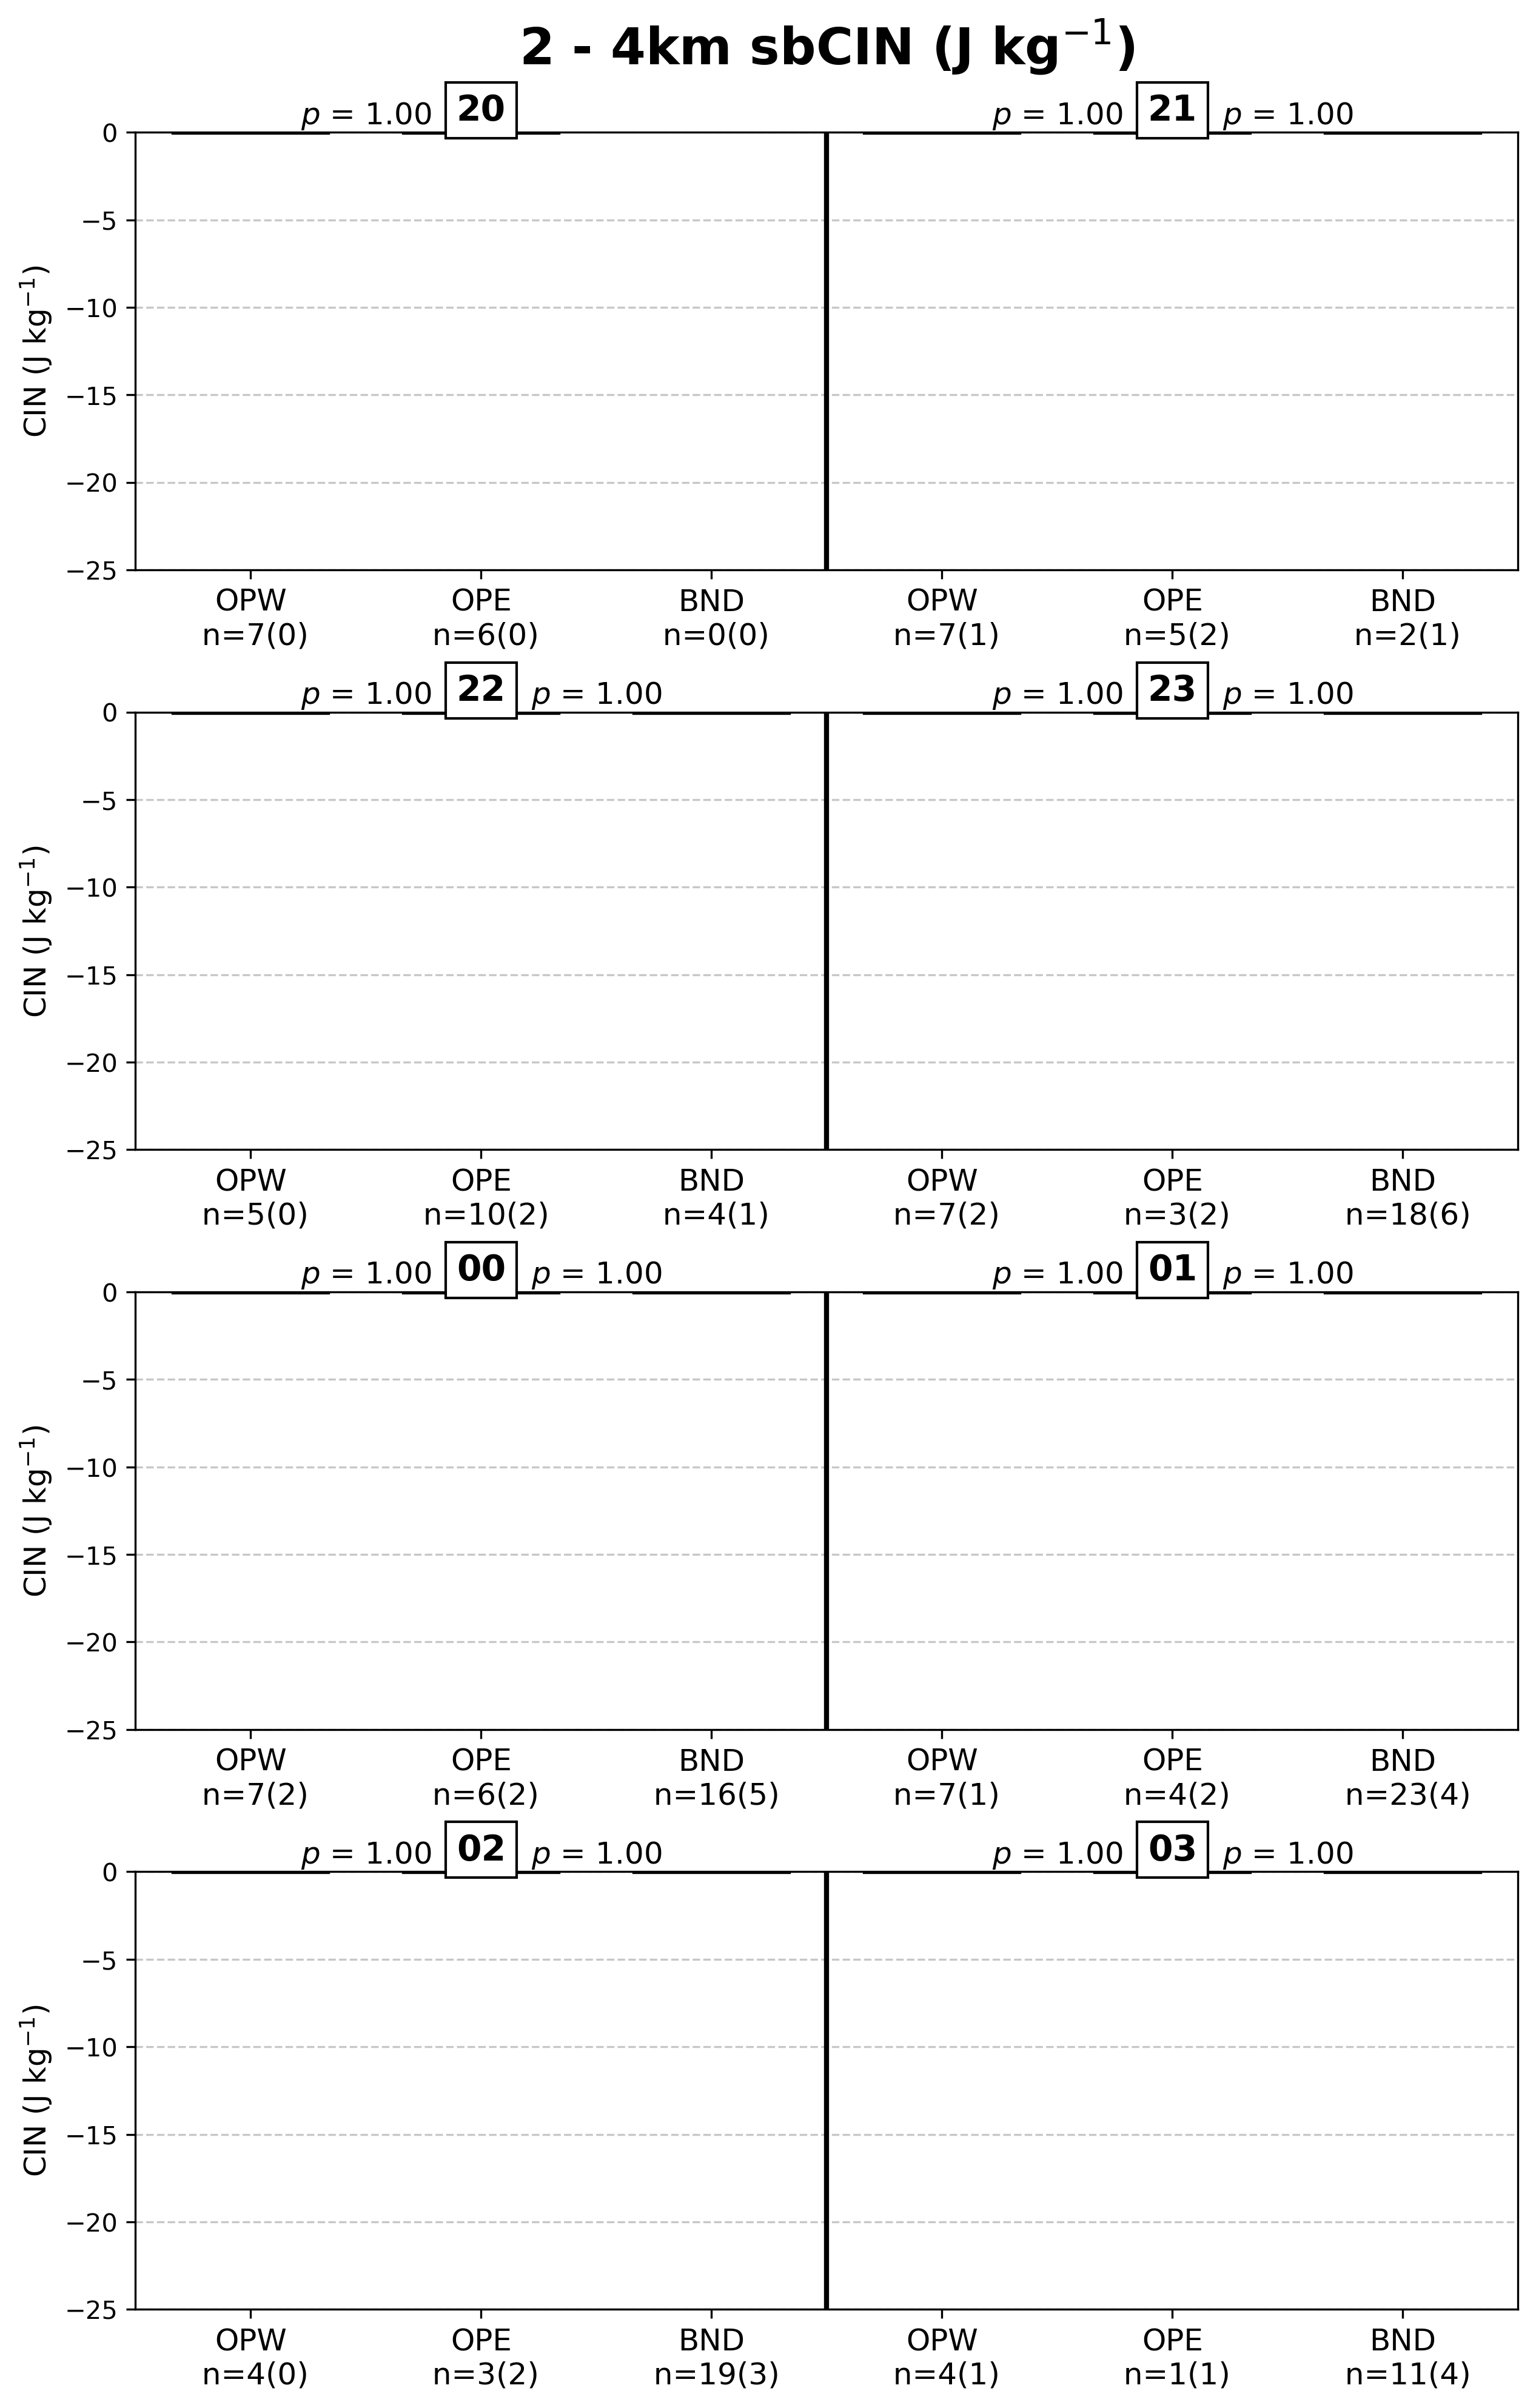 2 - 4km sbCIN (J kg⁻¹)
p = 1.00 20 p = 1.00 21 p = 1.00
0
−5
−10
−15
−20
−25
CIN (J kg⁻¹)
OPW OPE BND OPW OPE BND
n=7(0) n=6(0) n=0(0) n=7(1) n=5(2) n=2(1)
p = 1.00 22 p = 1.00 p = 1.00 23 p = 1.00
0
−5
−10
−15
−20
−25
CIN (J kg⁻¹)
OPW OPE BND OPW OPE BND
n=5(0) n=10(2) n=4(1) n=7(2) n=3(2) n=18(6)
p = 1.00 00 p = 1.00 p = 1.00 01 p = 1.00
0
−5
−10
−15
−20
−25
CIN (J kg⁻¹)
OPW OPE BND OPW OPE BND
n=7(2) n=6(2) n=16(5) n=7(1) n=4(2) n=23(4)
p = 1.00 02 p = 1.00 p = 1.00 03 p = 1.00
0
−5
−10
−15
−20
−25
CIN (J kg⁻¹)
OPW OPE BND OPW OPE BND
n=4(0) n=3(2) n=19(3) n=4(1) n=1(1) n=11(4)